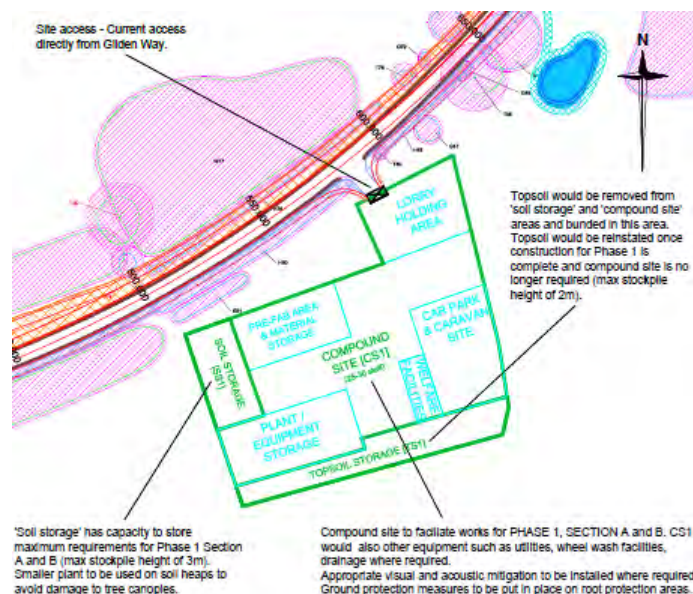 Site access - Current access
directly from Gilden Way.
N
Topsoil would be removed from
'soil storage' and 'compound site'
areas and bunded in this area.
Topsoil would be reinstated once
construction for Phase 1 is
complete and compound site is no
longer required (max stockpile
height of 2m).
LORRY
HOLDING
AREA
PRE-FAB AREA
& MATERIAL
STORAGE
CAR PARK
& CARAVAN
SITE
SOIL STORAGE
[SS1]
COMPOUND
SITE [CS1]
WELFARE
FACILITIES
PLANT /
EQUIPMENT
STORAGE
TOPSOIL STORAGE [TS1]
'Soil storage' has capacity to store
maximum requirements for Phase 1 Section
A and B (max stockpile height of 3m).
Smaller plant to be used on soil heaps to
avoid damage to tree canopies.
Compound site to faciliate works for PHASE 1, SECTION A and B. CS1
would also other equipment such as utilities, wheel wash facilities,
drainage where required.
Appropriate visual and acoustic mitigation to be installed where required
Ground protection measures to be put in place on root protection areas.